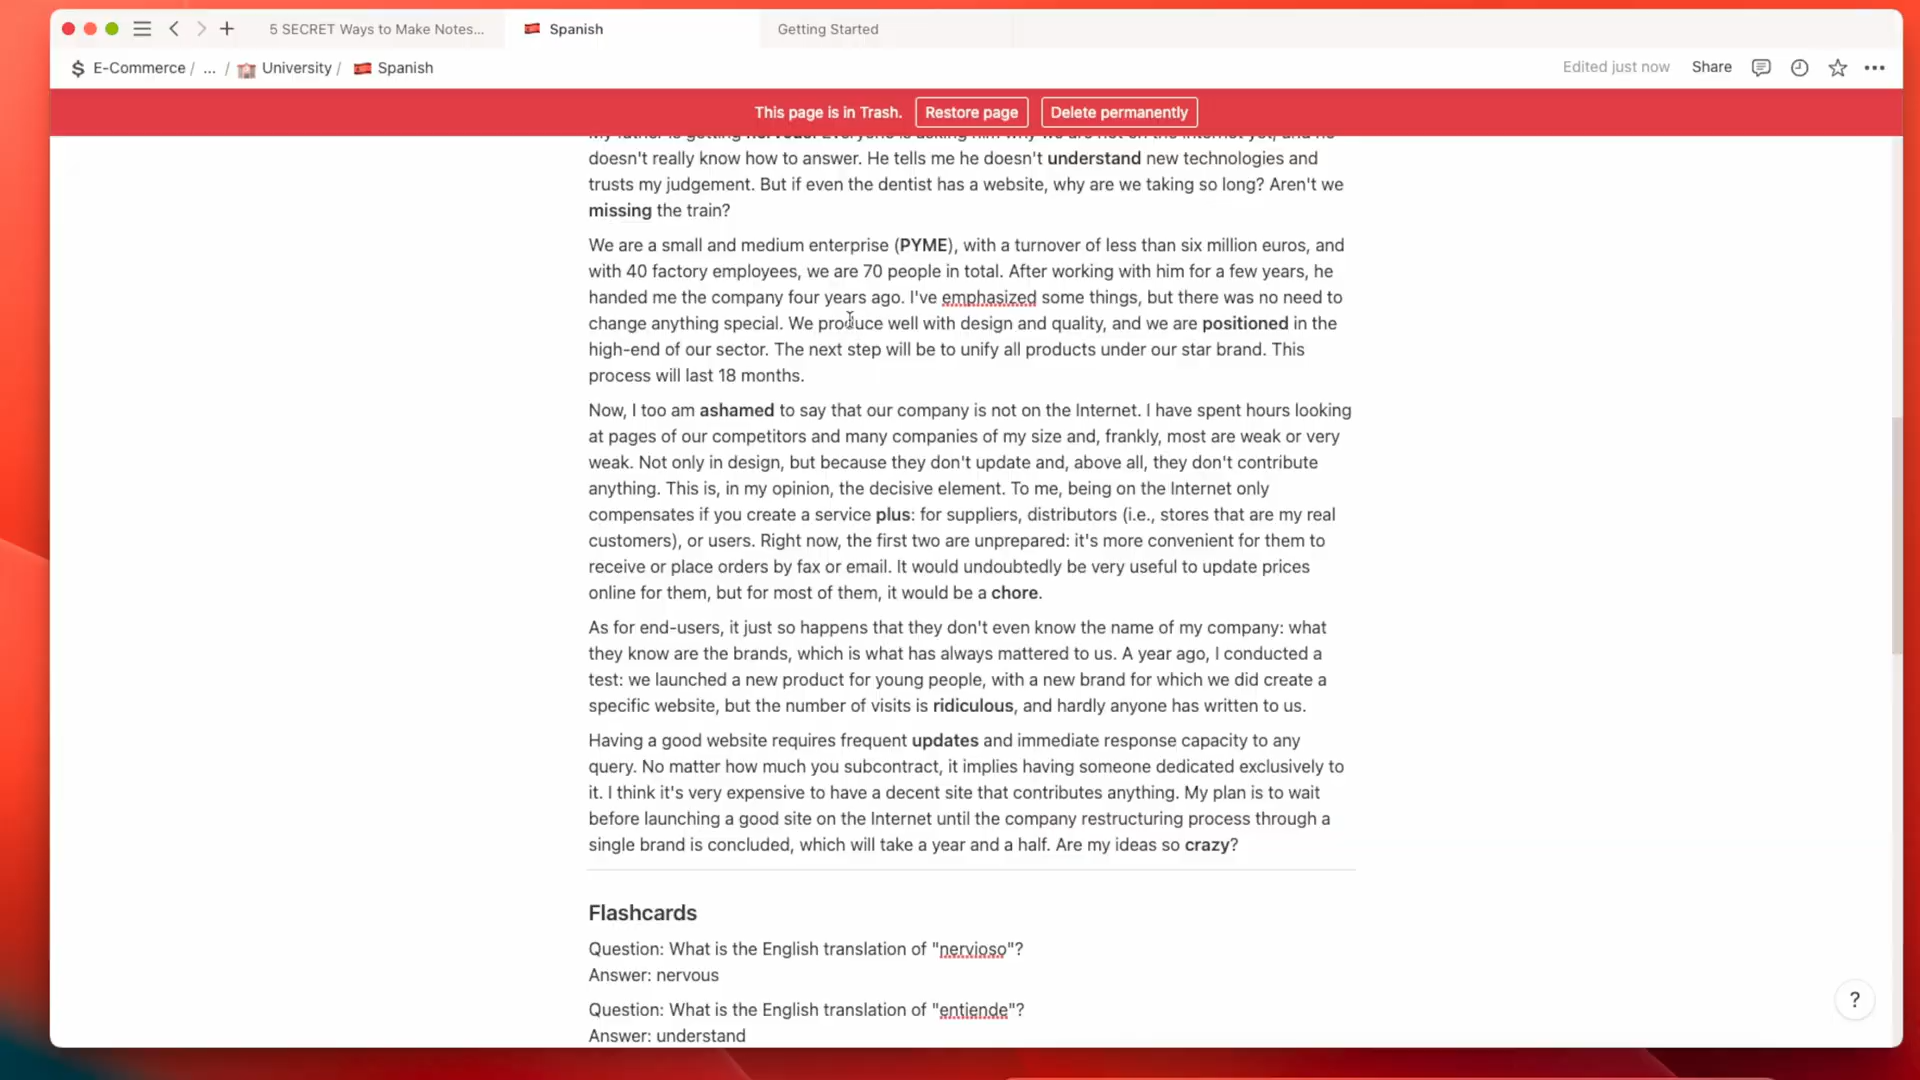 5 SECRET Ways to Make Notes...
Spanish
Getting Started
E-Commerce / ... / University / Spanish
Edited just now
Share
This page is in Trash.
Restore page
Delete permanently
My father is getting nervous. Everyone is asking him why we are not on the Internet yet, and he
doesn't really know how to answer. He tells me he doesn't understand new technologies and
trusts my judgement. But if even the dentist has a website, why are we taking so long? Aren't we
missing the train?
We are a small and medium enterprise (PYME), with a turnover of less than six million euros, and
with 40 factory employees, we are 70 people in total. After working with him for a few years, he
handed me the company four years ago. I've emphasized some things, but there was no need to
change anything special. We produce well with design and quality, and we are positioned in the
high-end of our sector. The next step will be to unify all products under our star brand. This
process will last 18 months.
Now, I too am ashamed to say that our company is not on the Internet. I have spent hours looking
at pages of our competitors and many companies of my size and, frankly, most are weak or very
weak. Not only in design, but because they don't update and, above all, they don't contribute
anything. This is, in my opinion, the decisive element. To me, being on the Internet only
compensates if you create a service plus: for suppliers, distributors (i.e., stores that are my real
customers), or users. Right now, the first two are unprepared: it's more convenient for them to
receive or place orders by fax or email. It would undoubtedly be very useful to update prices
online for them, but for most of them, it would be a chore.
As for end-users, it just so happens that they don't even know the name of my company: what
they know are the brands, which is what has always mattered to us. A year ago, I conducted a
test: we launched a new product for young people, with a new brand for which we did create a
specific website, but the number of visits is ridiculous, and hardly anyone has written to us.
Having a good website requires frequent updates and immediate response capacity to any
query. No matter how much you subcontract, it implies having someone dedicated exclusively to
it. I think it's very expensive to have a decent site that contributes anything. My plan is to wait
before launching a good site on the Internet until the company restructuring process through a
single brand is concluded, which will take a year and a half. Are my ideas so crazy?
Flashcards
Question: What is the English translation of "nervioso"?
Answer: nervous
Question: What is the English translation of "entiende"?
Answer: understand
?